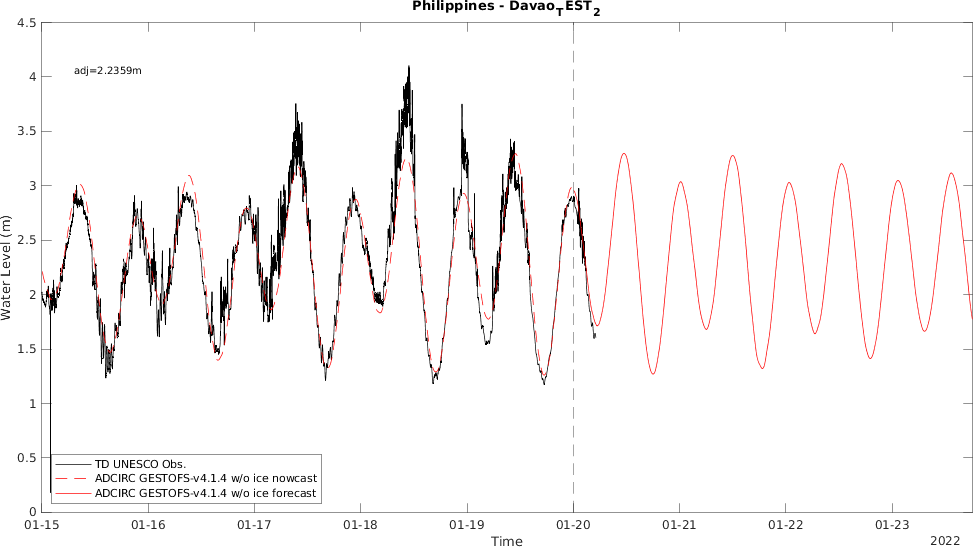 Philippines - Davao_TEST_2
4.5
4
3.5
3
2.5
2
1.5
1
0.5
0
Water Level (m)
adj=2.2359m
TD UNESCO Obs.
ADCIRC GESTOFS-v4.1.4 w/o ice nowcast
ADCIRC GESTOFS-v4.1.4 w/o ice forecast
01-15 01-16 01-17 01-18 01-19 01-20 01-21 01-22 01-23
Time
2022